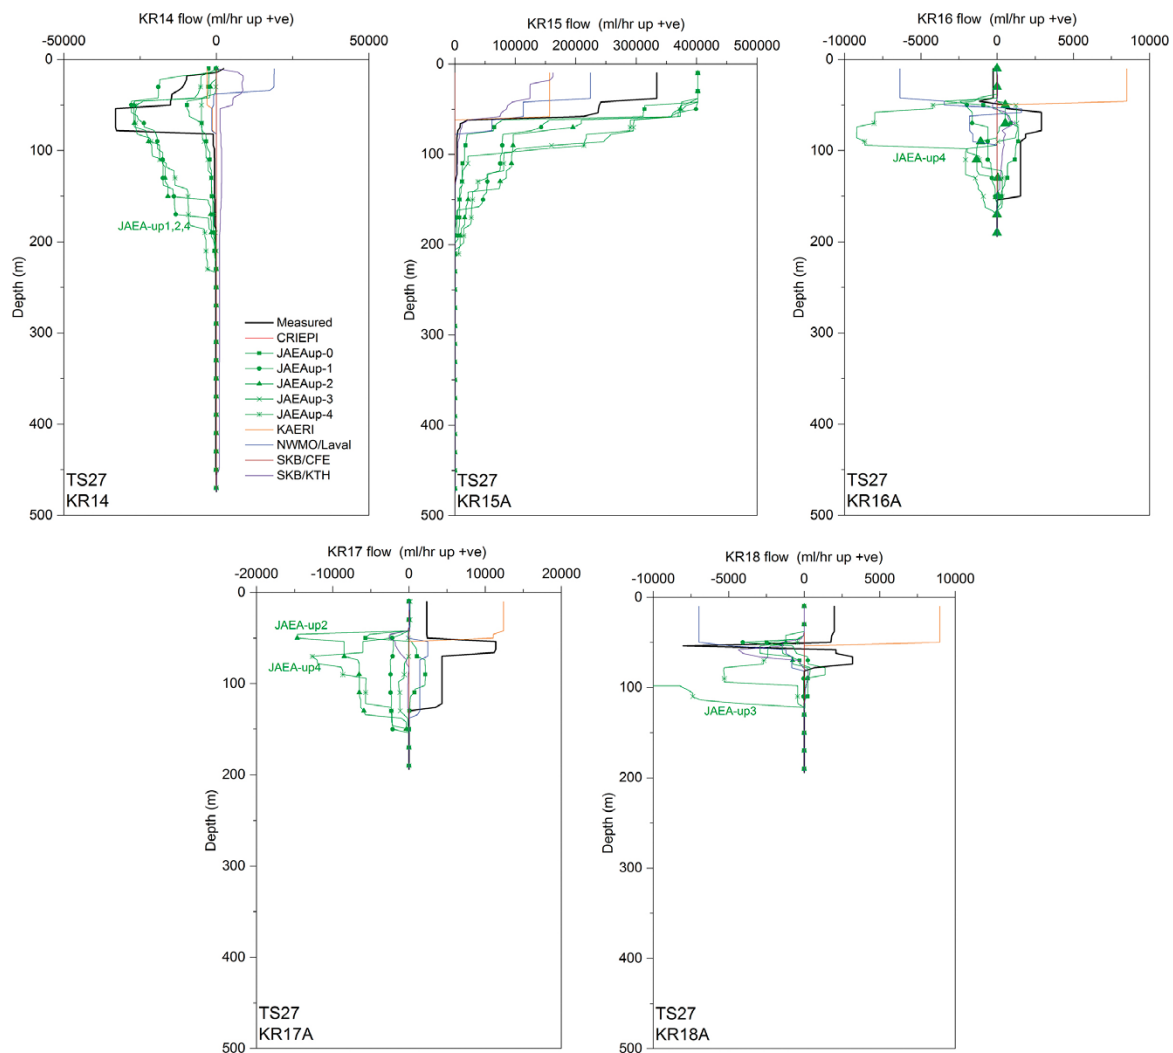 KR14 flow (ml/hr up +ve)
-50000 0 50000
0
100
200
300
400
500
Depth (m)
JAEA-up1,2,4
Measured
CRIEPI
JAEAup-0
JAEAup-1
JAEAup-2
JAEAup-3
JAEAup-4
KAERI
NWMO/Laval
SKB/CFE
SKB/KTH
TS27
KR14
KR15 flow (ml/hr up +ve)
0 100000 200000 300000 400000 500000
0
100
200
300
400
500
Depth (m)
TS27
KR15A
KR16 flow (ml/hr up +ve)
-10000 -5000 0 5000 10000
0
100
200
300
400
500
Depth (m)
JAEA-up4
TS27
KR16A
KR17 flow (ml/hr up +ve)
-20000 -10000 0 10000 20000
0
100
200
300
400
500
Depth (m)
JAEA-up2
JAEA-up4
TS27
KR17A
KR18 flow (ml/hr up +ve)
-10000 -5000 0 5000 10000
0
100
200
300
400
500
Depth (m)
JAEA-up3
TS27
KR18A